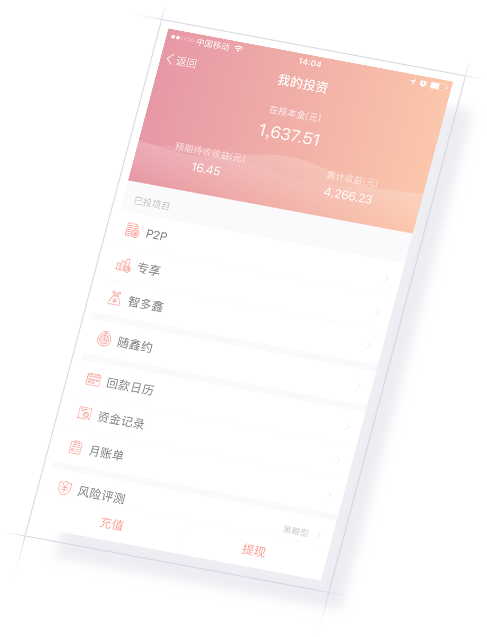 中国移动
14:04
返回
我的投资
在投本金(元)
1,637.51
预期待收收益(元)
累计收益(元)
16.45
4,266.23
已投项目
P2P
专享
智多鑫
随鑫约
回款日历
资金记录
月账单
风险评测
充值
提现